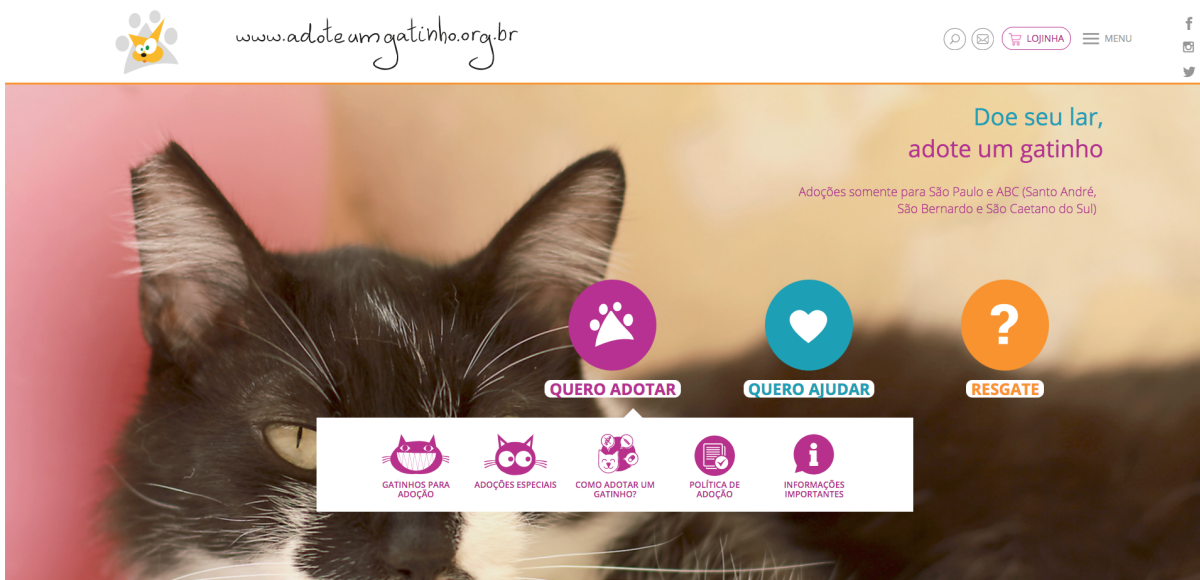 www.adoteumgatinho.org.br
LOJINHA
MENU
Doe seu lar,
adote um gatinho
Adoções somente para São Paulo e ABC (Santo André,
São Bernardo e São Caetano do Sul)
QUERO ADOTAR
QUERO AJUDAR
RESGATE
GATINHOS PARA
ADOÇÃO
ADOÇÕES ESPECIAIS
COMO ADOTAR UM
GATINHO?
POLÍTICA DE
ADOÇÃO
INFORMAÇÕES
IMPORTANTES